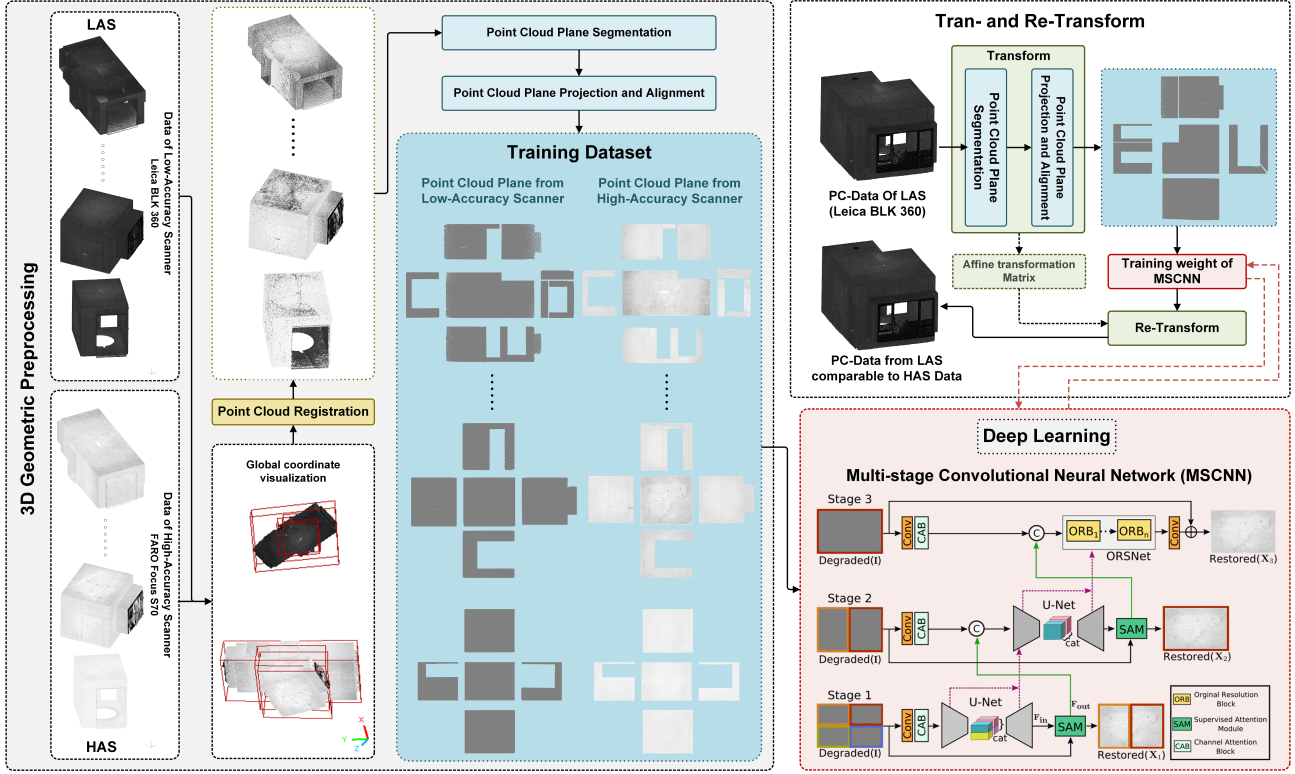 3D Geometric Preprocessing
LAS
Data of Low-Accuracy Scanner
Leica BLK 360
Data of High-Accuracy Scanner
FARO Focus S70
HAS
Point Cloud Registration
Global coordinate
visualization
X
Y
Z
Point Cloud Plane Segmentation
Point Cloud Plane Projection and Alignment
Training Dataset
Point Cloud Plane from
Low-Accuracy Scanner
Point Cloud Plane from
High-Accuracy Scanner
Tran- and Re-Transform
PC-Data Of LAS
(Leica BLK 360)
Transform
Point Cloud Plane
Segmentation
Point Cloud Plane
Projection and Alignment
Affine transformation
Matrix
Training weight of
MSCNN
Re-Transform
PC-Data from LAS
comparable to HAS Data
Deep Learning
Multi-stage Convolutional Neural Network (MSCNN)
Stage 3
Degraded(I)
Conv
CAB
C
ORB1
ORBn
ORSNet
Conv
Restored(X3)
Stage 2
Degraded(I)
Conv
CAB
C
U-Net
cat
SAM
Restored(X2)
Stage 1
Degraded(I)
Conv
CAB
U-Net
cat
Fin
Fout
SAM
Restored(X1)
ORB
Orginal Resolution
Block
SAM
Supervised Attention
Module
CAB
Channel Attention
Block